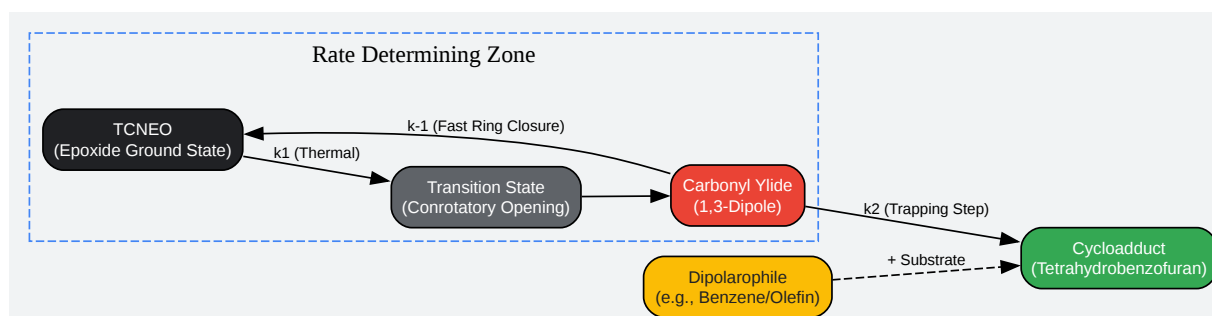 Rate Determining Zone
TCNEO
(Epoxide Ground State)
k-1 (Fast Ring Closure)
k1 (Thermal)
Transition State
(Conrotatory Opening)
Carbonyl Ylide
(1,3-Dipole)
k2 (Trapping Step)
Cycloadduct
(Tetrahydrobenzofuran)
+ Substrate
Dipolarophile
(e.g., Benzene/Olefin)